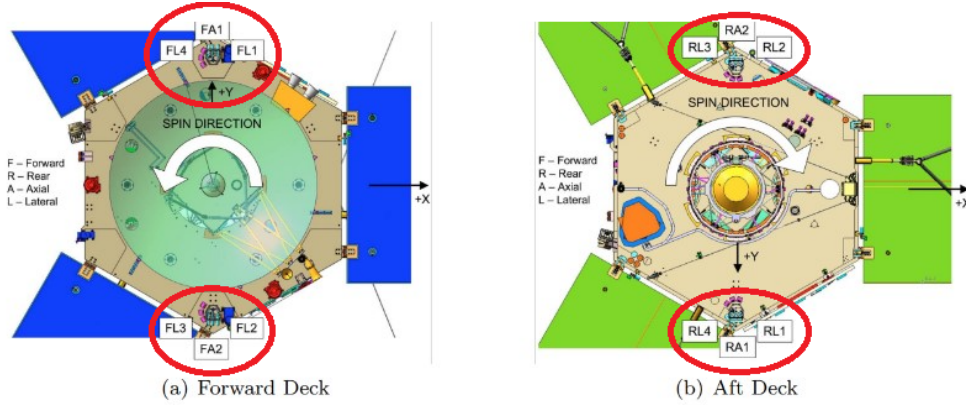 FA1
FL4 FL1
+Y
SPIN DIRECTION
F – Forward
R – Rear
A – Axial
L – Lateral
+X
FL3 FL2
FA2
(a) Forward Deck
RA2
RL3 RL2
SPIN DIRECTION
F – Forward
R – Rear
A – Axial
L – Lateral
+X
+Y
RL4 RL1
RA1
(b) Aft Deck